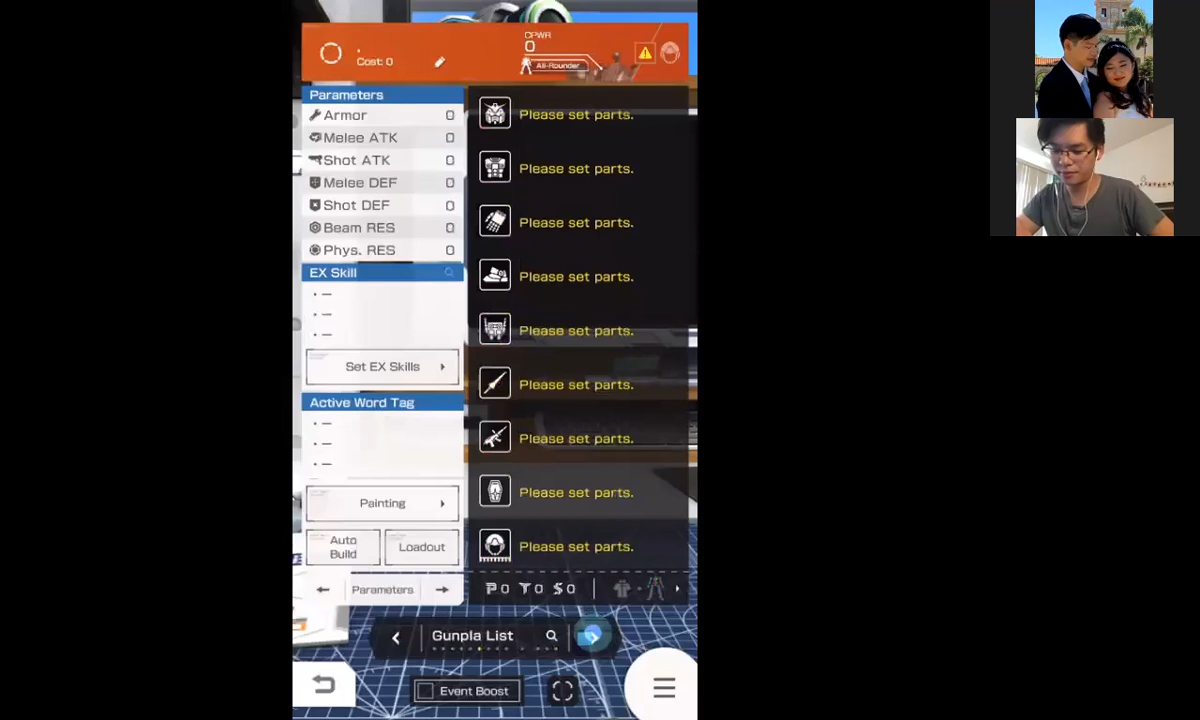 Cost: 0
CPWR
0
All-Rounder
Parameters
Armor 0
Melee ATK 0
Shot ATK 0
Melee DEF 0
Shot DEF 0
Beam RES 0
Phys. RES 0
EX Skill
Set EX Skills
Active Word Tag
Painting
Auto Build
Loadout
Parameters
Please set parts.
Please set parts.
Please set parts.
Please set parts.
Please set parts.
Please set parts.
Please set parts.
Please set parts.
Please set parts.
P 0 T 0 S 0
Gunpla List
Event Boost